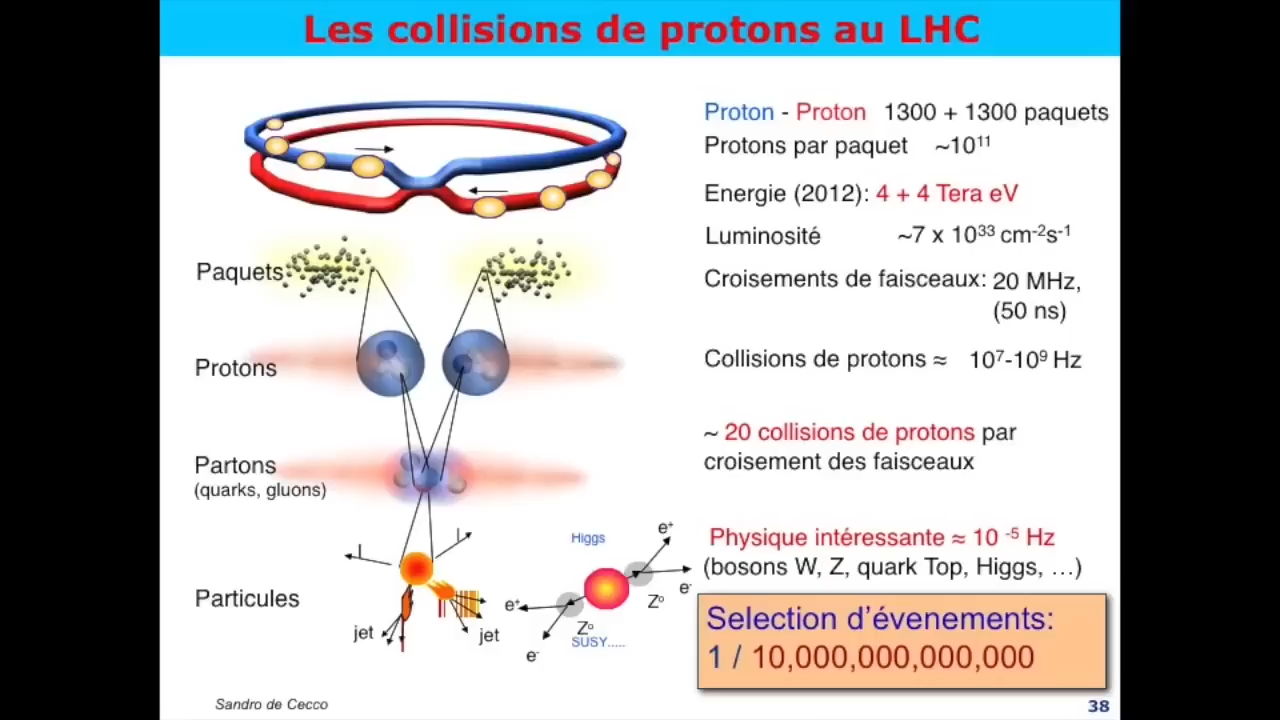 Les collisions de protons au LHC
Proton - Proton 1300 + 1300 paquets
Protons par paquet ~10¹¹
Energie (2012): 4 + 4 Tera eV
Luminosité ~7 x 10³³ cm⁻²s⁻¹
Croisements de faisceaux: 20 MHz,
(50 ns)
Collisions de protons ≈ 10⁷-10⁹ Hz
~ 20 collisions de protons par
croisement des faisceaux
Physique intéressante ≈ 10 ⁻⁵ Hz
(bosons W, Z, quark Top, Higgs, …)
Selection d’évenements:
1 / 10,000,000,000,000
Paquets
Protons
Partons
(quarks, gluons)
Particules
l
l
jet
jet
Higgs
e⁺
e⁻
Z⁰
e⁺
Z⁰
e⁻
SUSY.....
Sandro de Cecco
38